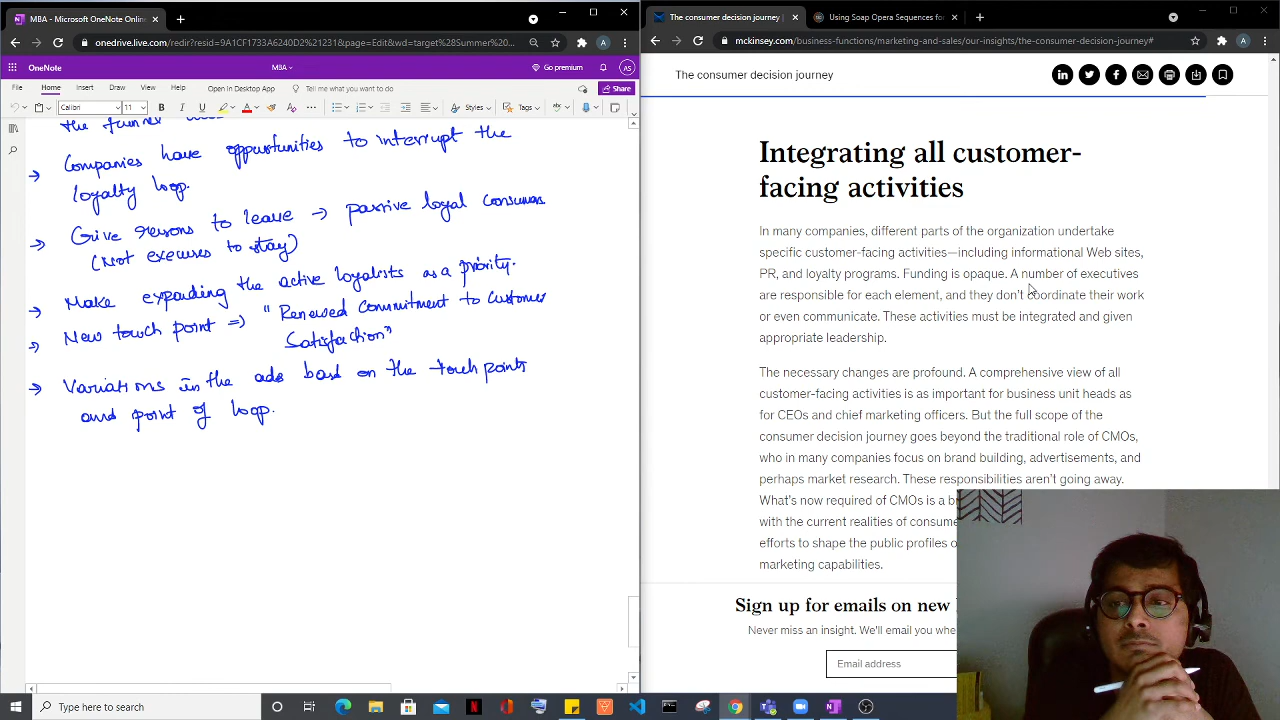 MBA - Microsoft OneNote Online
onedrive.live.com/redir?resid=9A1CF1733A6240D2%21231&page=Edit&wd=target%28Summer%20...
OneNote
MBA
Go premium
AS
File
Home
Insert
Draw
View
Help
Open In Desktop App
Tell me what you want to do
Share
Calibri
11
B
I
U
A
Styles
Tags
the funnel
→ Companies have oppurtunities to interrupt the
loyalty loop.
→ Give reasons to leave → passive loyal consumers
(Not execuses to stay)
→ Make expanding the active loyalists as a priority.
→ New touch point ⇒ "Renewed Commitment to Customer
Satisfaction"
→ Variations in the ads based on the touch points
and point of loop.
The consumer decision journey
Using Soap Opera Sequences for
mckinsey.com/business-functions/marketing-and-sales/our-insights/the-consumer-decision-journey#
A
The consumer decision journey
Integrating all customer-
facing activities
In many companies, different parts of the organization undertake
specific customer-facing activities—including informational Web sites,
PR, and loyalty programs. Funding is opaque. A number of executives
are responsible for each element, and they don't coordinate their work
or even communicate. These activities must be integrated and given
appropriate leadership.
The necessary changes are profound. A comprehensive view of all
customer-facing activities is as important for business unit heads as
for CEOs and chief marketing officers. But the full scope of the
consumer decision journey goes beyond the traditional role of CMOs,
who in many companies focus on brand building, advertisements, and
perhaps market research. These responsibilities aren't going away.
What's now required of CMOs is a b
with the current realities of consume
efforts to shape the public profiles o
marketing capabilities.
Sign up for emails on new
Never miss an insight. We'll email you whe
Email address
Type here to search